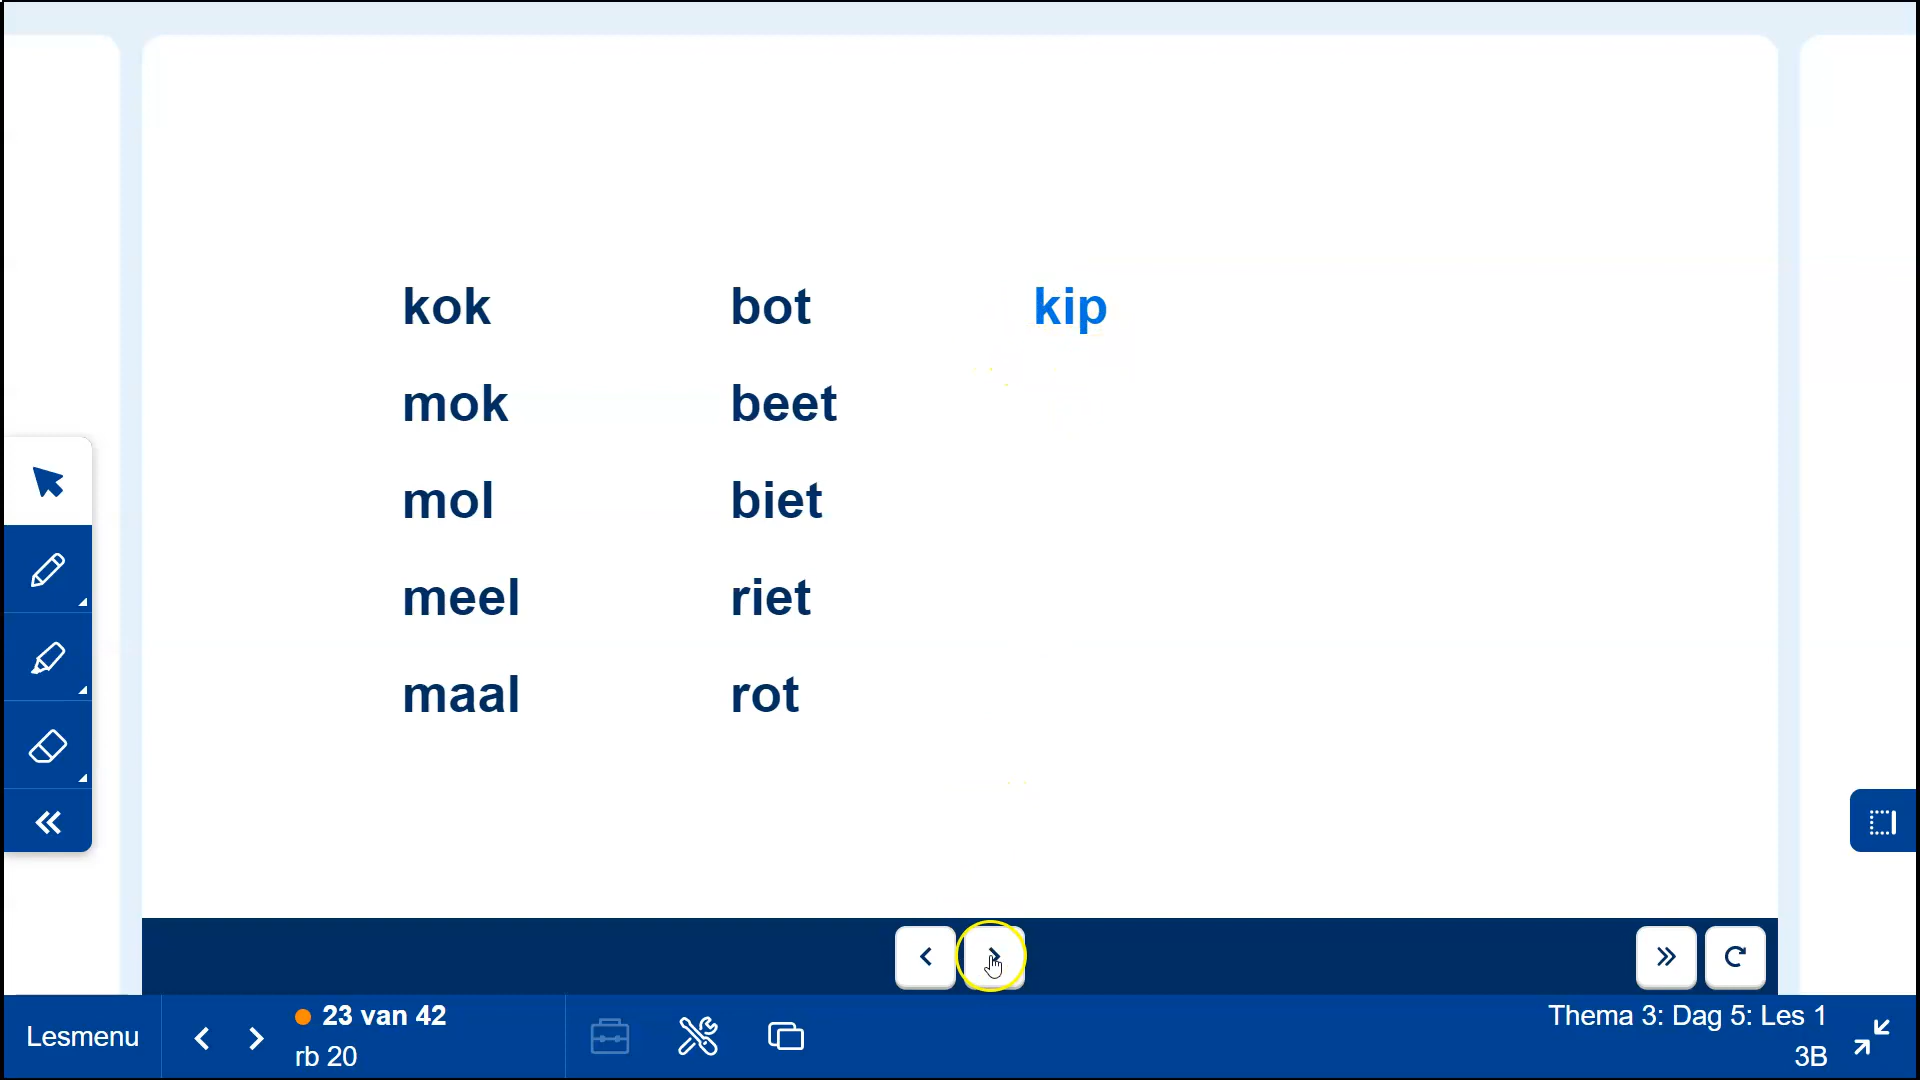 kok bot kip
mok beet
mol biet
meel riet
maal rot
Lesmenu
23 van 42
rb 20
Thema 3: Dag 5: Les 1
3B